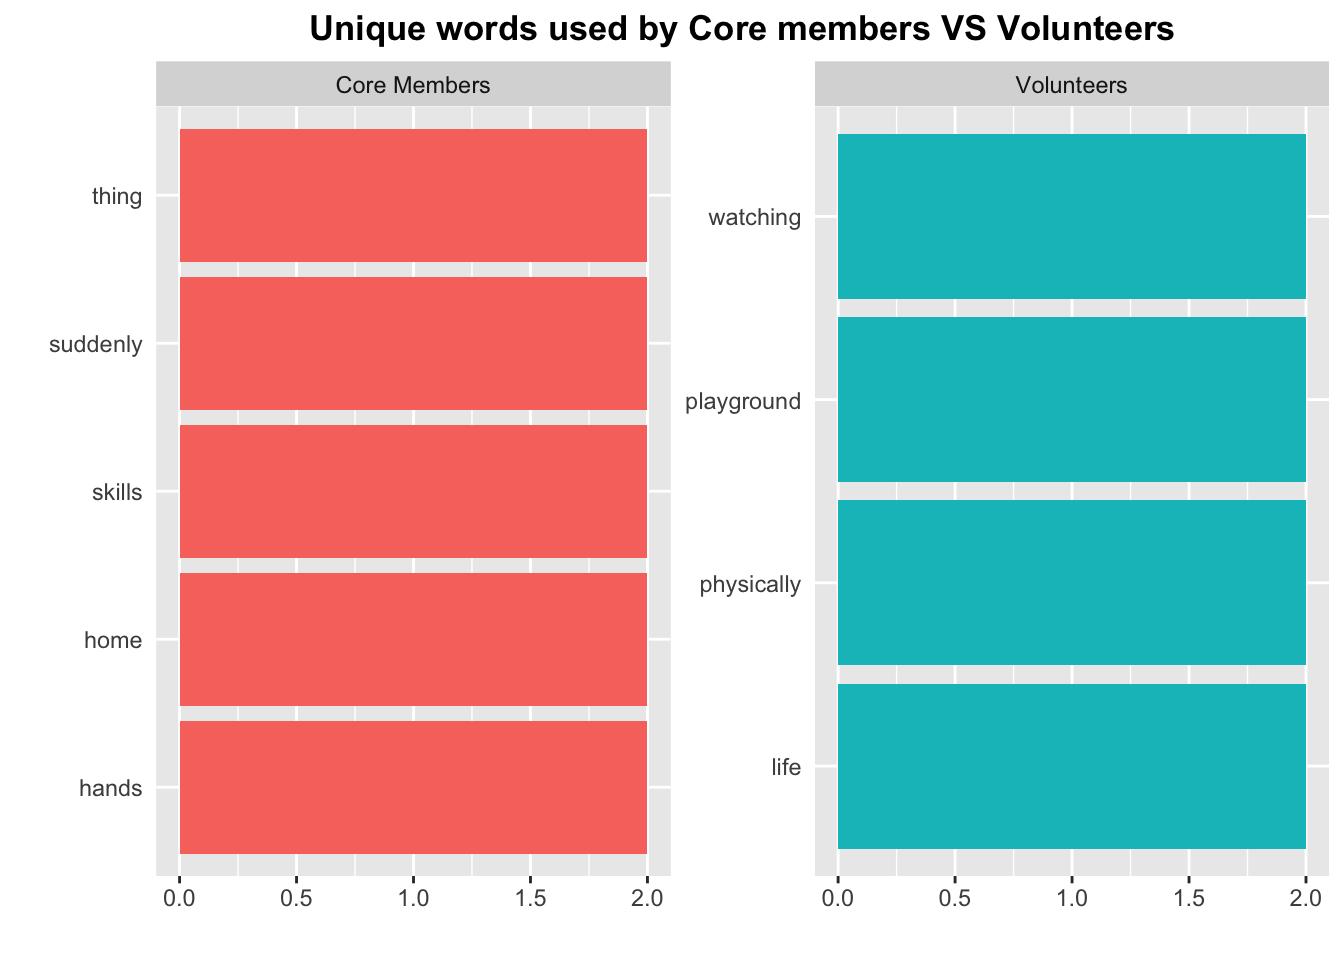 Unique words used by Core members VS Volunteers
Core Members
thing
suddenly
skills
home
hands
0.0 0.5 1.0 1.5 2.0
Volunteers
watching
playground
physically
life
0.0 0.5 1.0 1.5 2.0